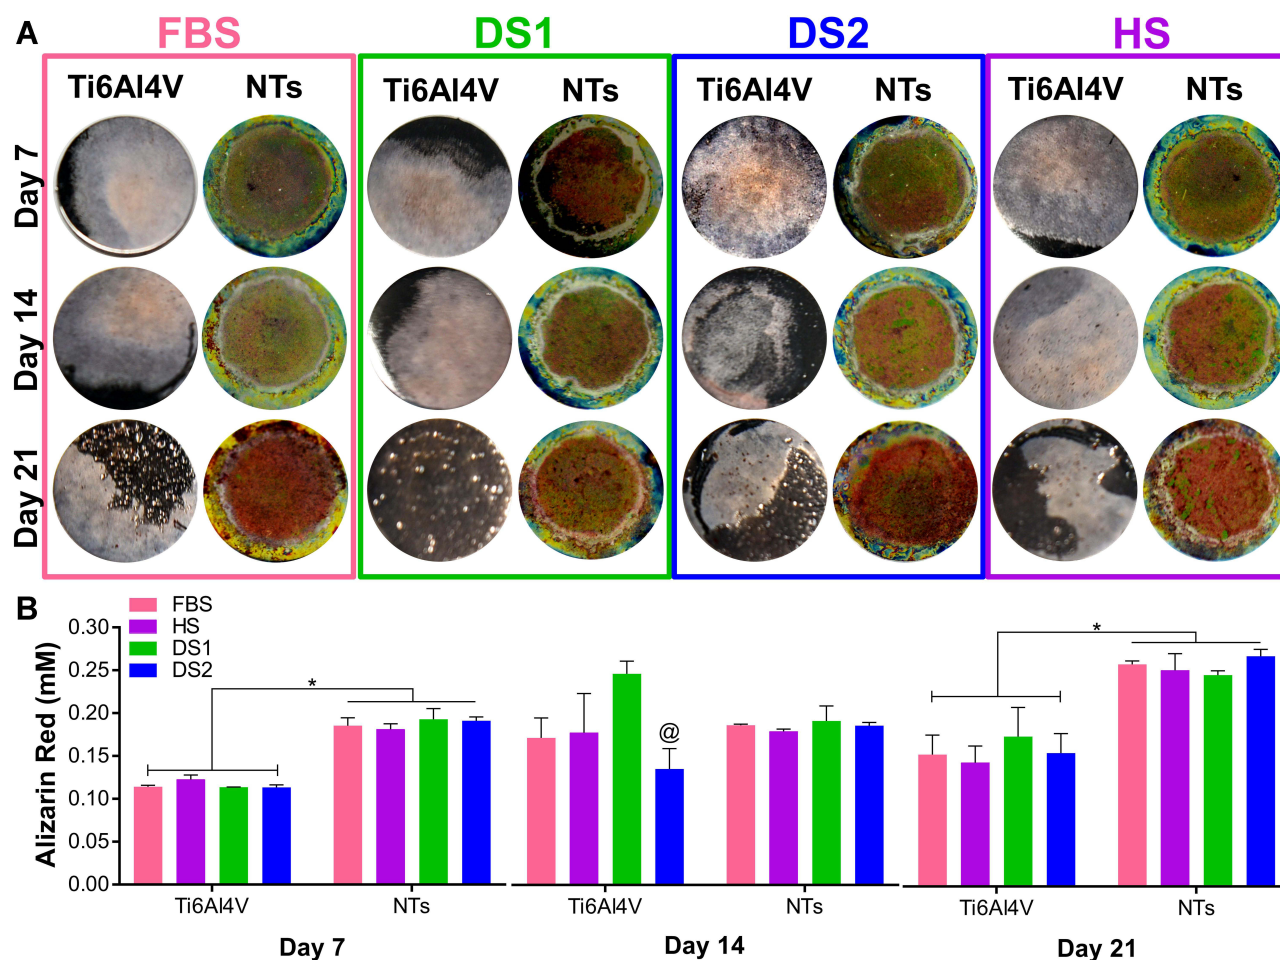 A
FBS DS1 DS2 HS
Ti6Al4V NTs Ti6Al4V NTs Ti6Al4V NTs Ti6Al4V NTs
Day 7
Day 14
Day 21
B
FBS
HS
DS1
DS2
Alizarin Red (mM)
0.30
0.25
0.20
0.15
0.10
0.05
0.00
*
@
*
Ti6Al4V NTs Ti6Al4V NTs Ti6Al4V NTs
Day 7 Day 14 Day 21